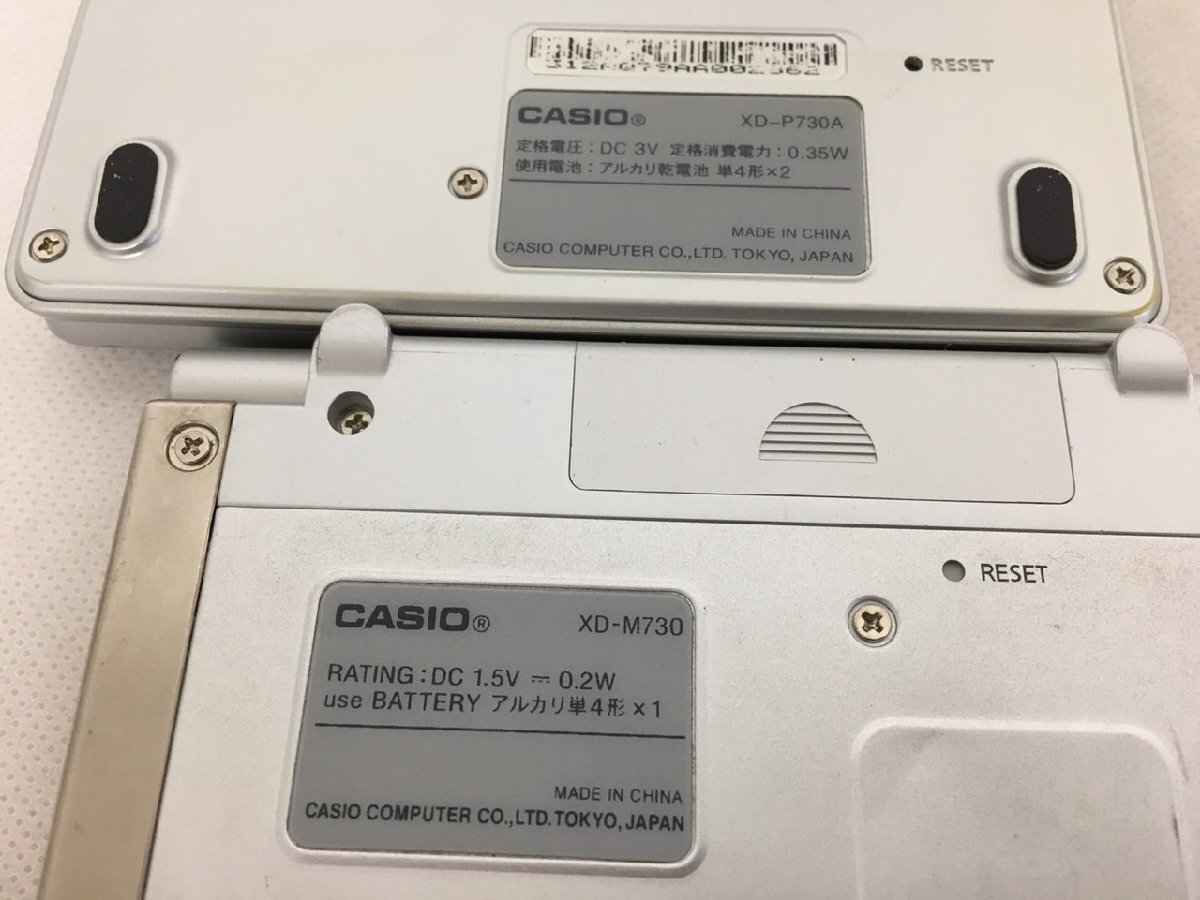 RESET
CASIO® XD-P730A
定格電圧：DC 3V 定格消費電力：0.35W
使用電池：アルカリ乾電池 単4形×2
MADE IN CHINA
CASIO COMPUTER CO.,LTD. TOKYO, JAPAN
RESET
CASIO® XD-M730
RATING：DC 1.5V ⎓ 0.2W
use BATTERY アルカリ単4形×1
MADE IN CHINA
CASIO COMPUTER CO.,LTD. TOKYO, JAPAN